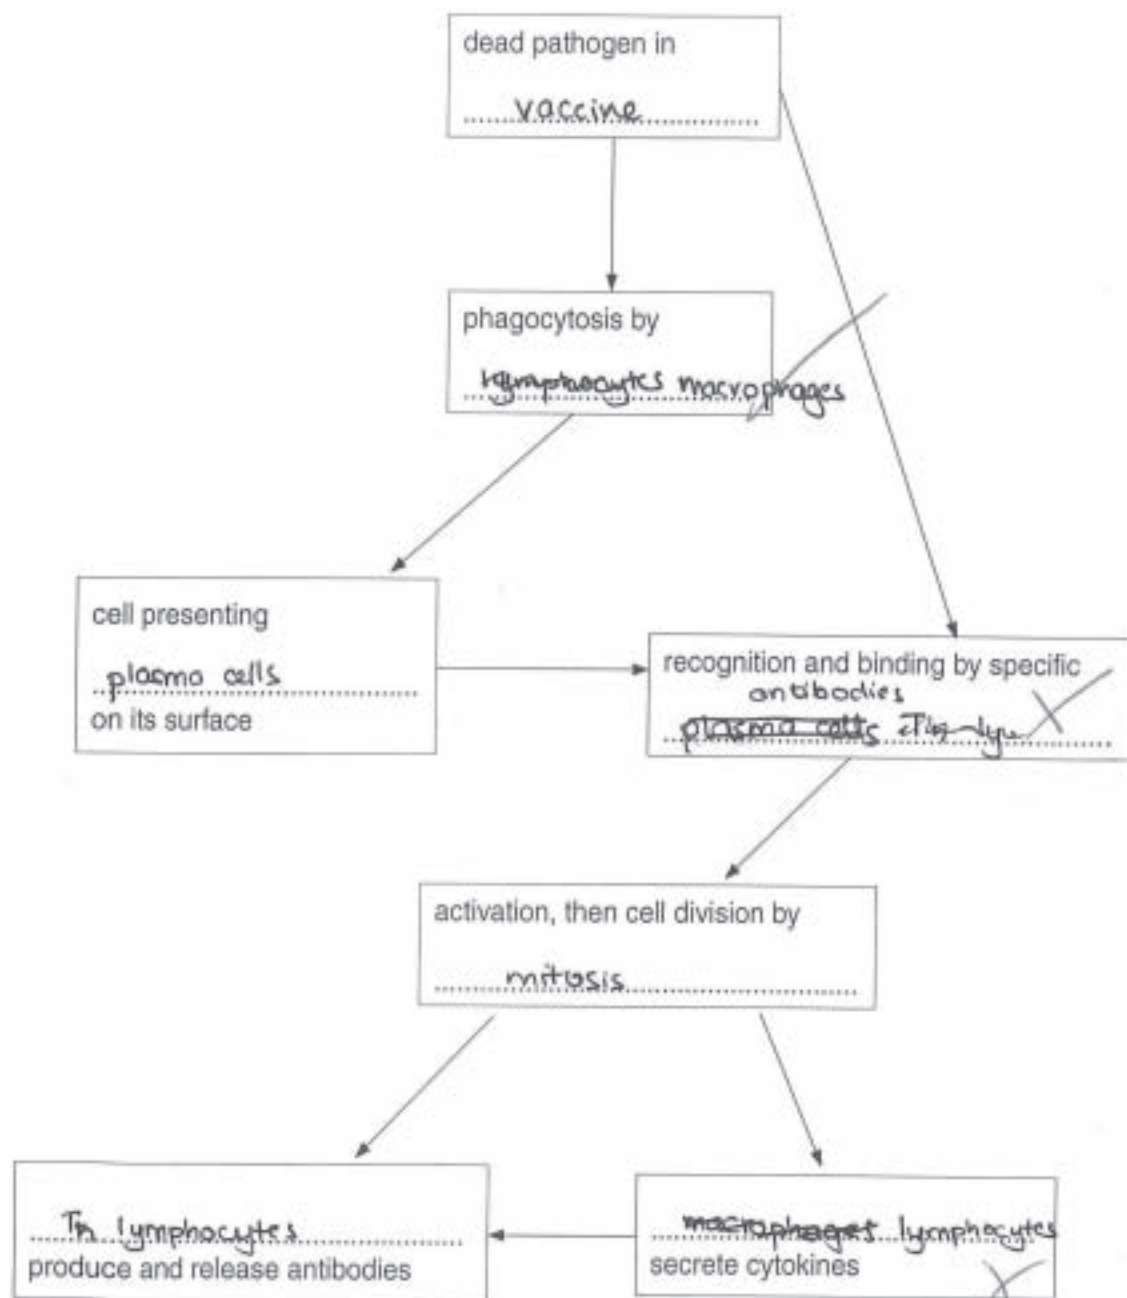 dead pathogen in
vaccine
phagocytosis by
lymphocytes macrophages
cell presenting
plasma cells
on its surface
recognition and binding by specific
antibodies
plasma cells
activation, then cell division by
mitosis
Th lymphocytes
produce and release antibodies
macrophages lymphocytes
secrete cytokines